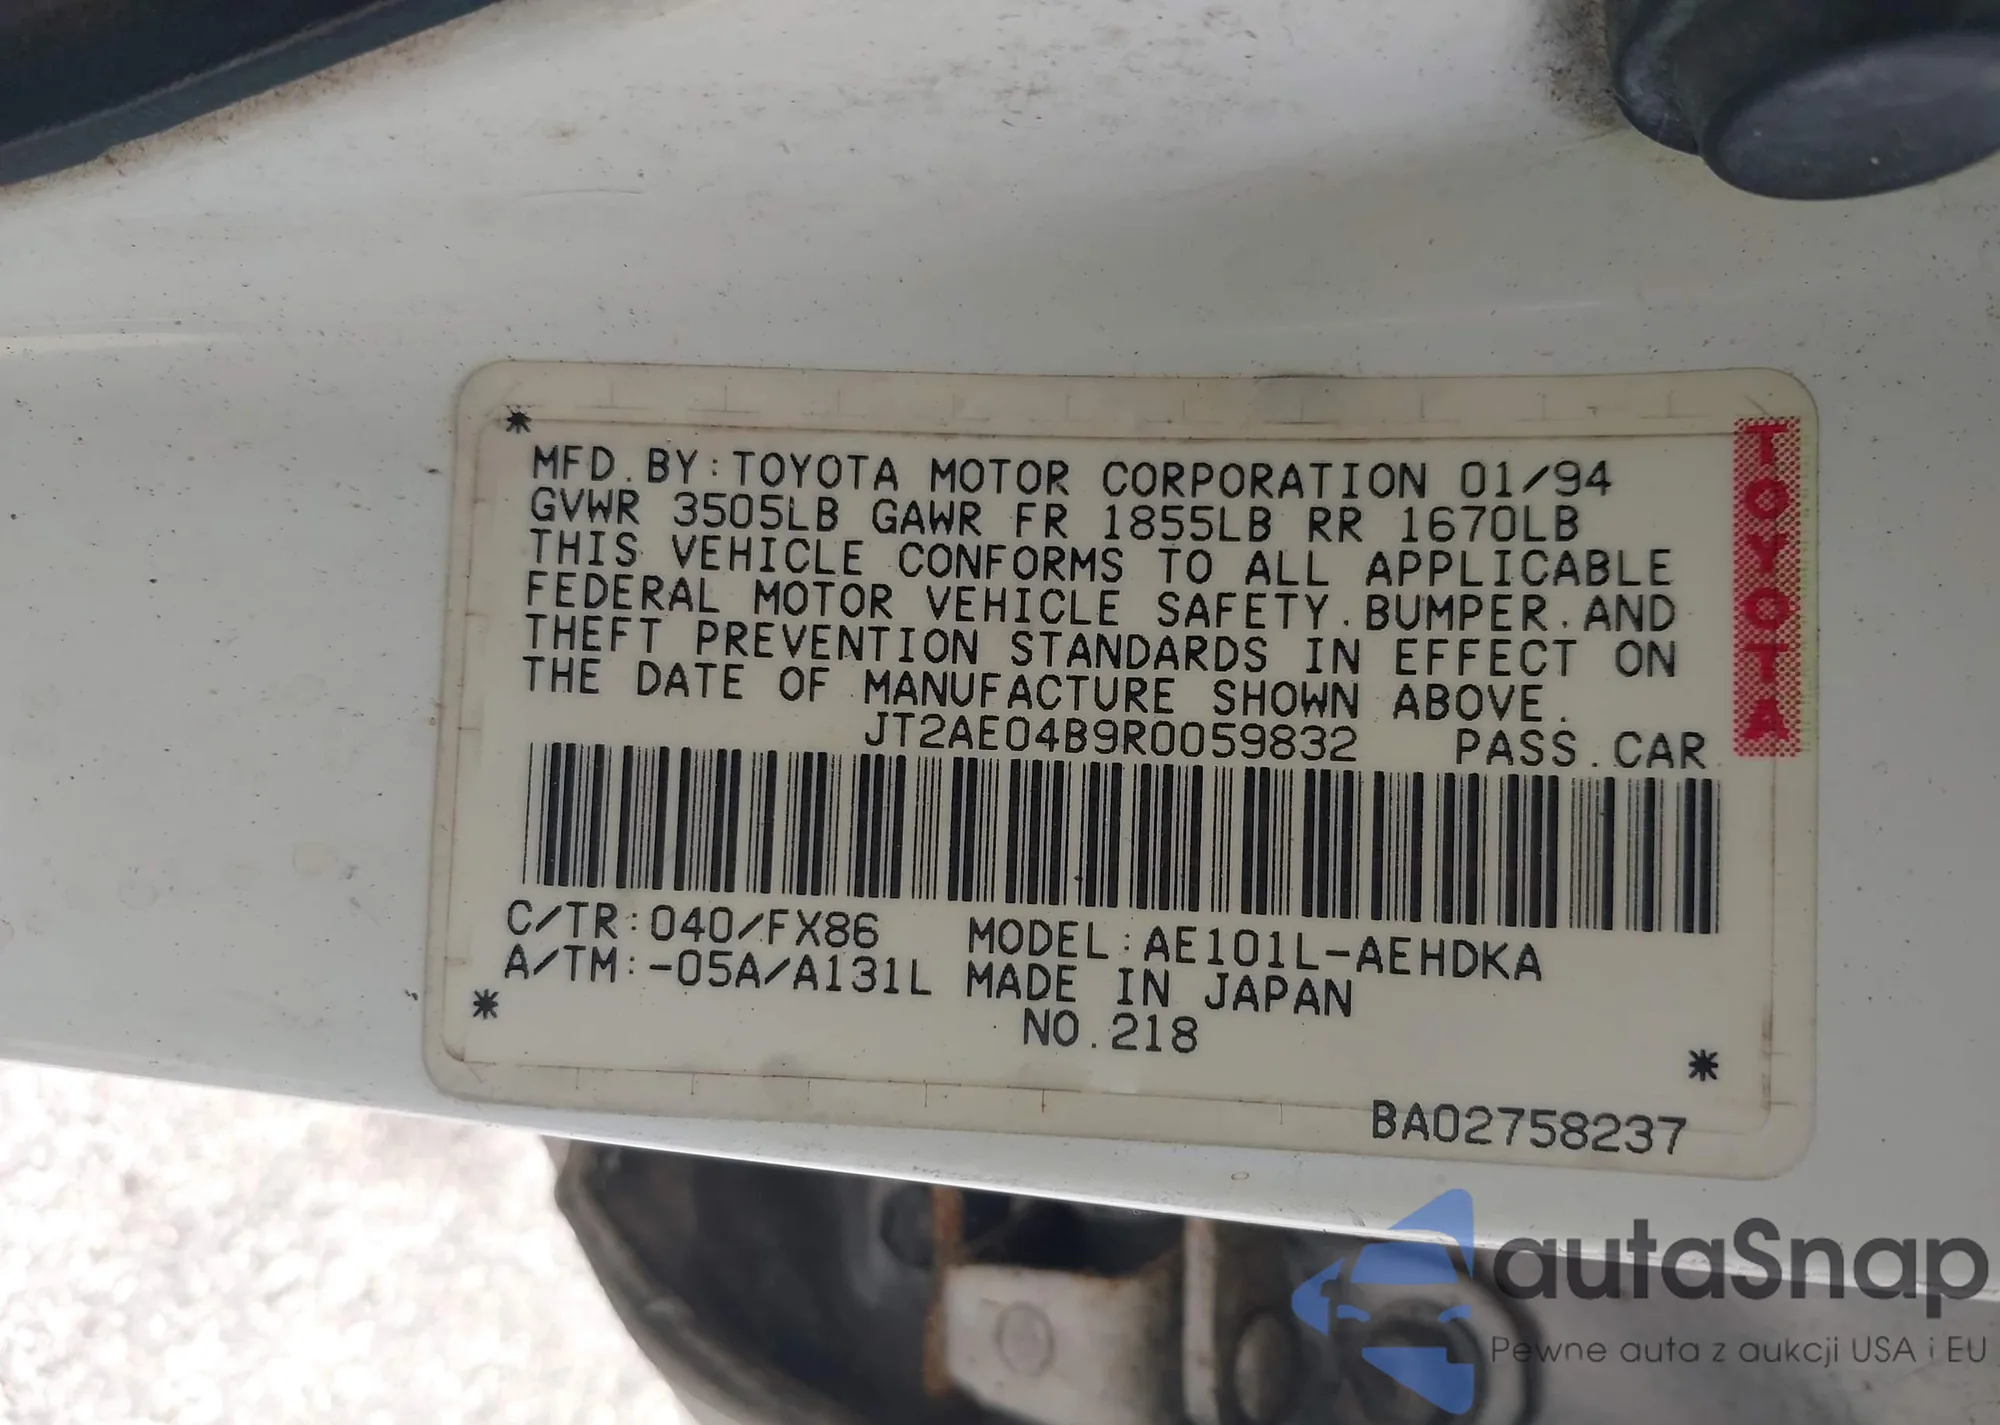 MFD.BY:TOYOTA MOTOR CORPORATION 01/94
GVWR 3505LB GAWR FR 1855LB RR 1670LB
THIS VEHICLE CONFORMS TO ALL APPLICABLE
FEDERAL MOTOR VEHICLE SAFETY.BUMPER.AND
THEFT PREVENTION STANDARDS IN EFFECT ON
THE DATE OF MANUFACTURE SHOWN ABOVE.
JT2AE04B9R0059832 PASS.CAR
TOYOTA
C/TR:040/FX86 MODEL:AE101L-AEHDKA
A/TM:-05A/A131L MADE IN JAPAN
NO.218
BA02758237
autaSnap
Pewne auta z aukcji USA i EU